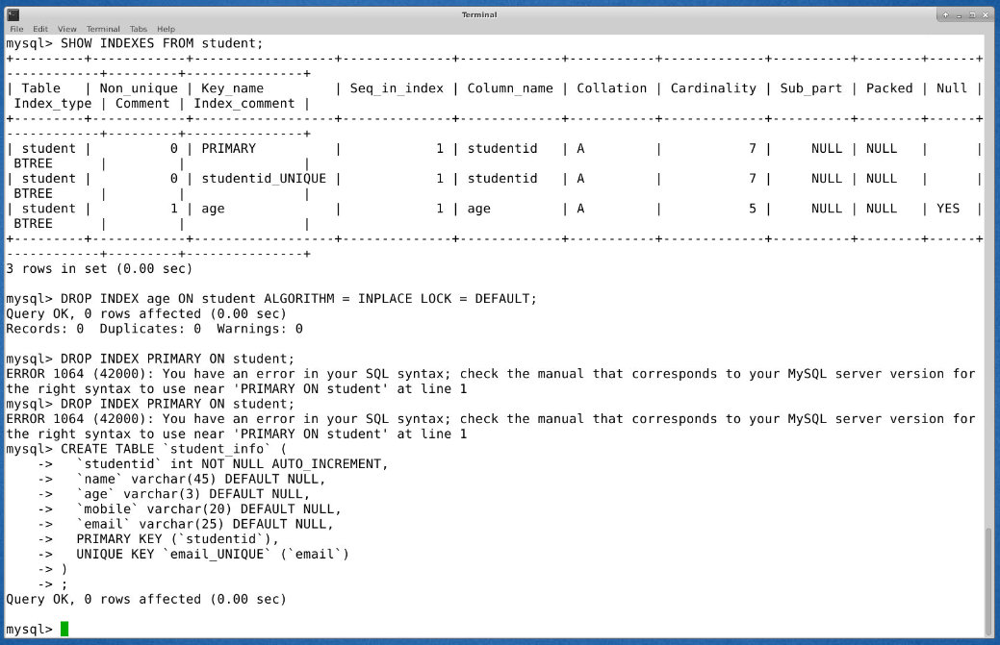 Terminal
File Edit View Terminal Tabs Help
mysql> SHOW INDEXES FROM student;
+---------+------------+------------------+--------------+-------------+-----------+-------------+----------+--------+------+
------------+---------+---------------+
| Table   | Non_unique | Key_name         | Seq_in_index | Column_name | Collation | Cardinality | Sub_part | Packed | Null |
 Index_type | Comment | Index_comment |
+---------+------------+------------------+--------------+-------------+-----------+-------------+----------+--------+------+
------------+---------+---------------+
| student |          0 | PRIMARY          |            1 | studentid   | A         |           7 |     NULL | NULL   |      |
 BTREE      |         |               |
| student |          0 | studentid_UNIQUE |            1 | studentid   | A         |           7 |     NULL | NULL   |      |
 BTREE      |         |               |
| student |          1 | age              |            1 | age         | A         |           5 |     NULL | NULL   | YES  |
 BTREE      |         |               |
+---------+------------+------------------+--------------+-------------+-----------+-------------+----------+--------+------+
------------+---------+---------------+
3 rows in set (0.00 sec)
mysql> DROP INDEX age ON student ALGORITHM = INPLACE LOCK = DEFAULT;
Query OK, 0 rows affected (0.00 sec)
Records: 0  Duplicates: 0  Warnings: 0
mysql> DROP INDEX PRIMARY ON student;
ERROR 1064 (42000): You have an error in your SQL syntax; check the manual that corresponds to your MySQL server version for
the right syntax to use near 'PRIMARY ON student' at line 1
mysql> DROP INDEX PRIMARY ON student;
ERROR 1064 (42000): You have an error in your SQL syntax; check the manual that corresponds to your MySQL server version for
the right syntax to use near 'PRIMARY ON student' at line 1
mysql> CREATE TABLE `student_info` (
    ->   `studentid` int NOT NULL AUTO_INCREMENT,
    ->   `name` varchar(45) DEFAULT NULL,
    ->   `age` varchar(3) DEFAULT NULL,
    ->   `mobile` varchar(20) DEFAULT NULL,
    ->   `email` varchar(25) DEFAULT NULL,
    ->   PRIMARY KEY (`studentid`),
    ->   UNIQUE KEY `email_UNIQUE` (`email`)
    -> )
    -> ;
Query OK, 0 rows affected (0.00 sec)
mysql>